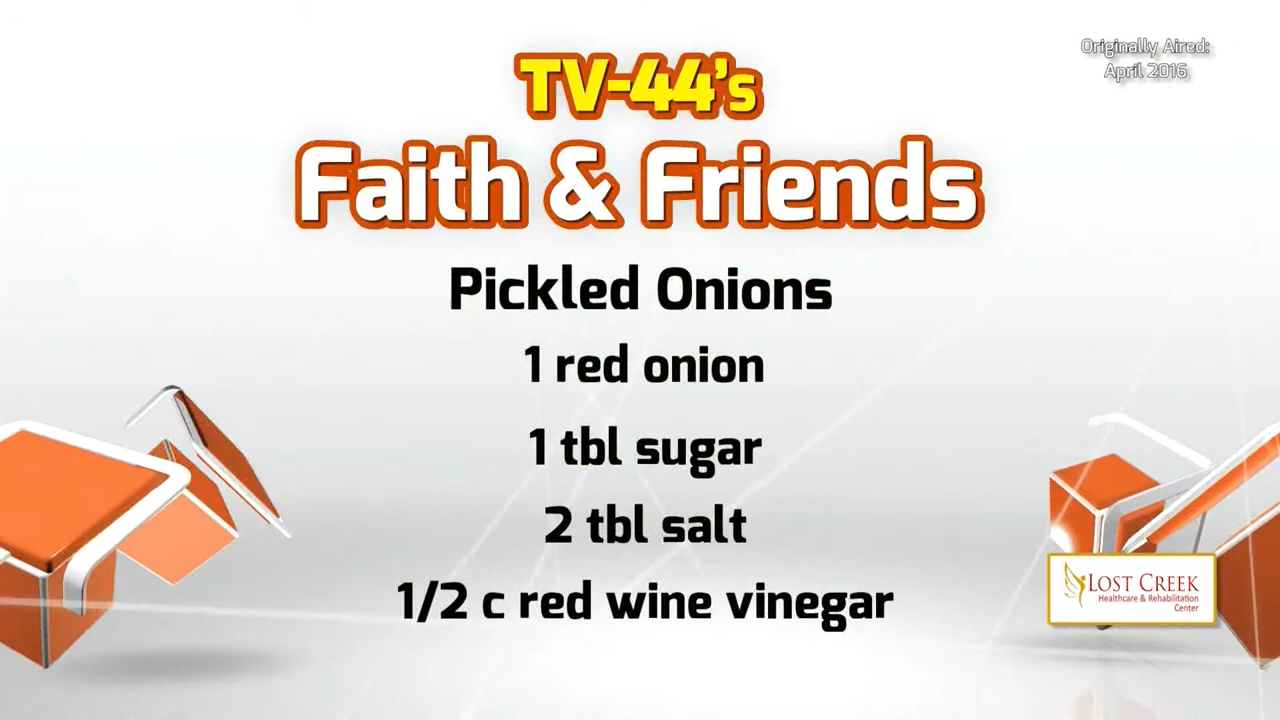 Originally Aired:
April 2016
TV-44's
Faith & Friends
Pickled Onions
1 red onion
1 tbl sugar
2 tbl salt
1/2 c red wine vinegar
LOST CREEK
Healthcare & Rehabilitation
Center